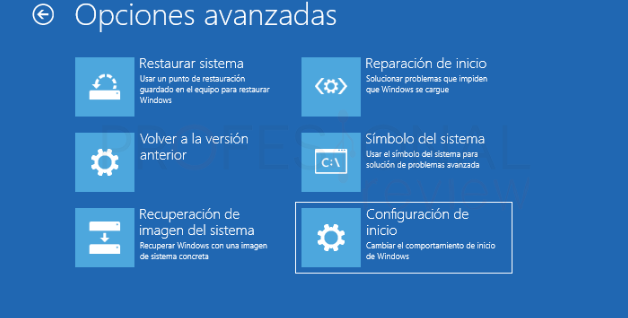 Opciones avanzadas
Restaurar sistema
Usar un punto de restauración
guardado en el equipo para restaurar
Windows
Reparación de inicio
Solucionar problemas que impiden
que Windows se cargue
Volver a la versión
anterior
Símbolo del sistema
Usar el símbolo del sistema para
solución de problemas avanzada
C:\
Recuperación de
imagen del sistema
Recuperar Windows con una imagen
de sistema concreta
Configuración de
inicio
Cambiar el comportamiento de inicio
de Windows
PROFESIONAL
review